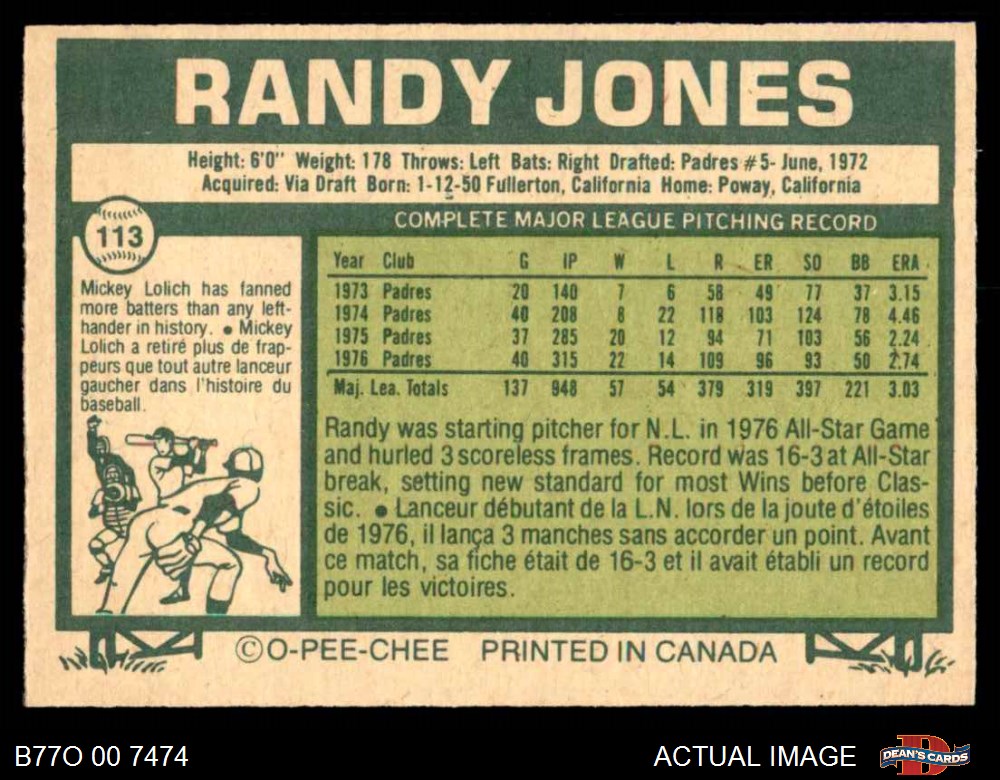 RANDY JONES
Height: 6'0" Weight: 178 Throws: Left Bats: Right Drafted: Padres #5- June, 1972
Acquired: Via Draft Born: 1-12-50 Fullerton, California Home: Poway, California
113
Mickey Lolich has fanned
more batters than any left-
hander in history. ● Mickey
Lolich a retiré plus de frap-
peurs que tout autre lanceur
gaucher dans l'histoire du
baseball.
COMPLETE MAJOR LEAGUE PITCHING RECORD
Year Club G IP W L R ER SO BB ERA
1973 Padres 20 140 7 6 58 49 77 37 3.15
1974 Padres 40 208 8 22 118 103 124 78 4.46
1975 Padres 37 285 20 12 94 71 103 56 2.24
1976 Padres 40 315 22 14 109 96 93 50 2.74
Maj. Lea. Totals 137 948 57 54 379 319 397 221 3.03
Randy was starting pitcher for N.L. in 1976 All-Star Game
and hurled 3 scoreless frames. Record was 16-3 at All-Star
break, setting new standard for most Wins before Clas-
sic. ● Lanceur débutant de la L.N. lors de la joute d'étoiles
de 1976, il lança 3 manches sans accorder un point. Avant
ce match, sa fiche était de 16-3 et il avait établi un record
pour les victoires.
©O-PEE-CHEE PRINTED IN CANADA
B77O 00 7474
ACTUAL IMAGE
DEAN'S CARDS